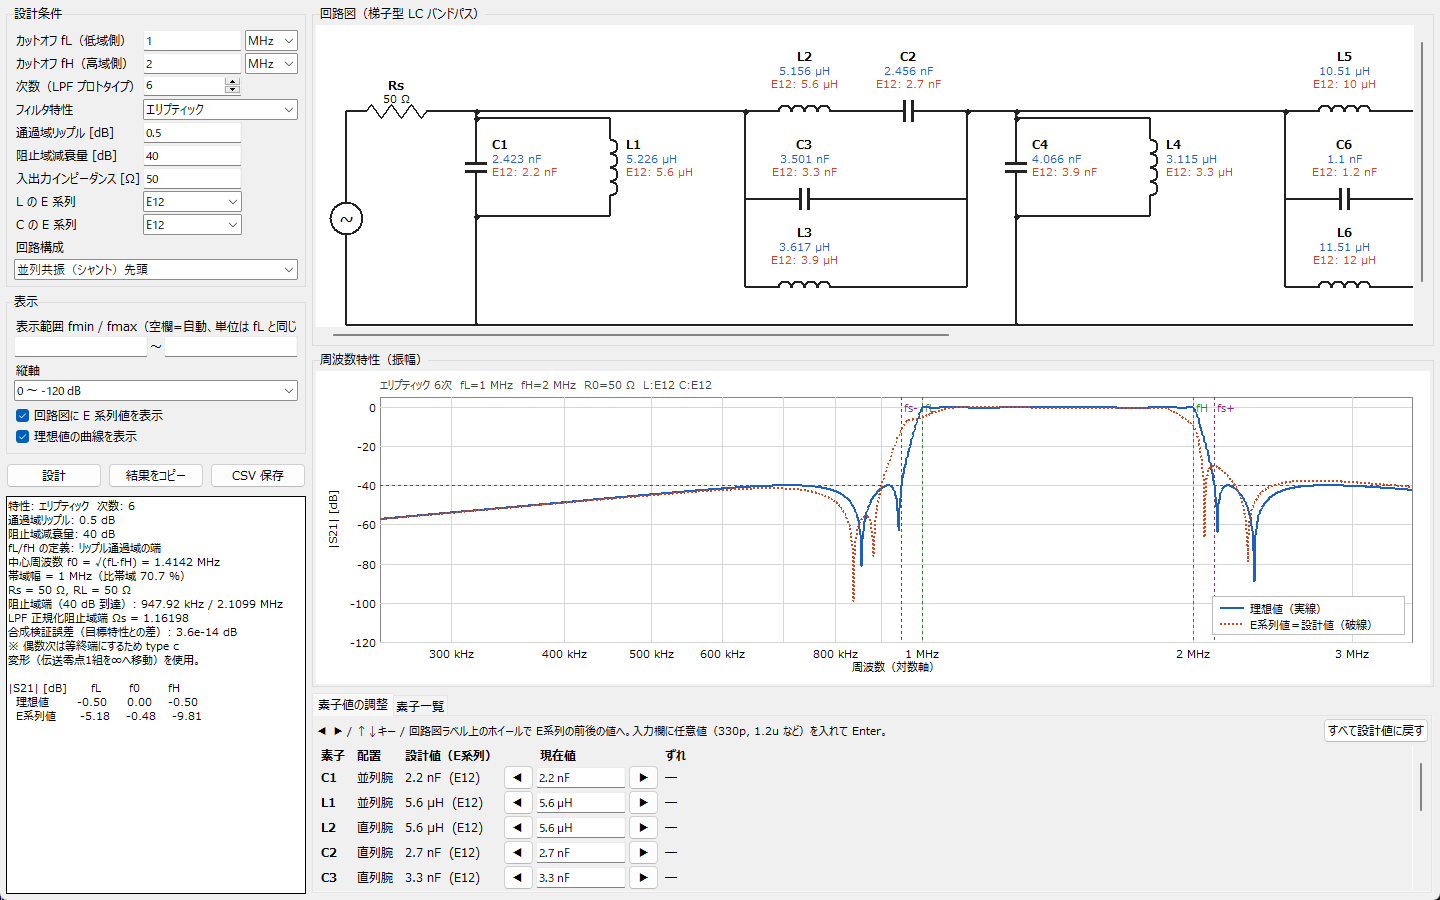 設計条件
カットオフ fL（低域側） 1 MHz
カットオフ fH（高域側） 2 MHz
次数（LPF プロトタイプ） 6
フィルタ特性 エリプティック
通過域リップル [dB] 0.5
阻止域減衰量 [dB] 40
入出力インピーダンス [Ω] 50
L の E 系列 E12
C の E 系列 E12
回路構成
並列共振（シャント）先頭
表示
表示範囲 fmin / fmax（空欄=自動、単位は fL と同じ
～
縦軸
0 ～ -120 dB
回路図に E 系列値を表示
理想値の曲線を表示
設計 結果をコピー CSV 保存
特性: エリプティック 次数: 6
通過域リップル: 0.5 dB
阻止域減衰量: 40 dB
fL/fH の定義: リップル通過域の端
中心周波数 f0 = √(fL·fH) = 1.4142 MHz
帯域幅 = 1 MHz（比帯域 70.7 %）
Rs = 50 Ω, RL = 50 Ω
阻止域端（40 dB 到達）: 947.92 kHz / 2.1099 MHz
LPF 正規化阻止域端 Ωs = 1.16198
合成検証誤差（目標特性との差）: 3.6e-14 dB
※ 偶数次は等終端にするため type c
変形（伝送零点1組を∞へ移動）を使用。
|S21| [dB] fL f0 fH
理想値 -0.50 0.00 -0.50
E系列値 -5.18 -0.48 -9.81
回路図（梯子型 LC バンドパス）
Rs
50 Ω
~
C1
2.423 nF
E12: 2.2 nF
L1
5.226 µH
E12: 5.6 µH
L2
5.156 µH
E12: 5.6 µH
C2
2.456 nF
E12: 2.7 nF
C3
3.501 nF
E12: 3.3 nF
L3
3.617 µH
E12: 3.9 µH
C4
4.066 nF
E12: 3.9 nF
L4
3.115 µH
E12: 3.3 µH
L5
10.51 µH
E12: 10 µH
C6
1.1 nF
E12: 1.2 nF
L6
11.51 µH
E12: 12 µH
周波数特性（振幅）
エリプティック 6次 fL=1 MHz fH=2 MHz R0=50 Ω L:E12 C:E12
fs- fL fH fs+
|S21| [dB]
0
-20
-40
-60
-80
-100
-120
300 kHz 400 kHz 500 kHz 600 kHz 800 kHz 1 MHz 2 MHz 3 MHz
周波数（対数軸）
理想値（実線）
E系列値＝設計値（破線）
素子値の調整 素子一覧
◀ ▶ / ↑↓キー / 回路図ラベル上のホイールで E系列の前後の値へ。入力欄に任意値（330p, 1.2u など）を入れて Enter。 すべて設計値に戻す
素子 配置 設計値（E系列） 現在値 ずれ
C1 並列腕 2.2 nF (E12) ◀ 2.2 nF ▶ —
L1 並列腕 5.6 µH (E12) ◀ 5.6 µH ▶ —
L2 直列腕 5.6 µH (E12) ◀ 5.6 µH ▶ —
C2 直列腕 2.7 nF (E12) ◀ 2.7 nF ▶ —
C3 直列腕 3.3 nF (E12) ◀ 3.3 nF ▶ —